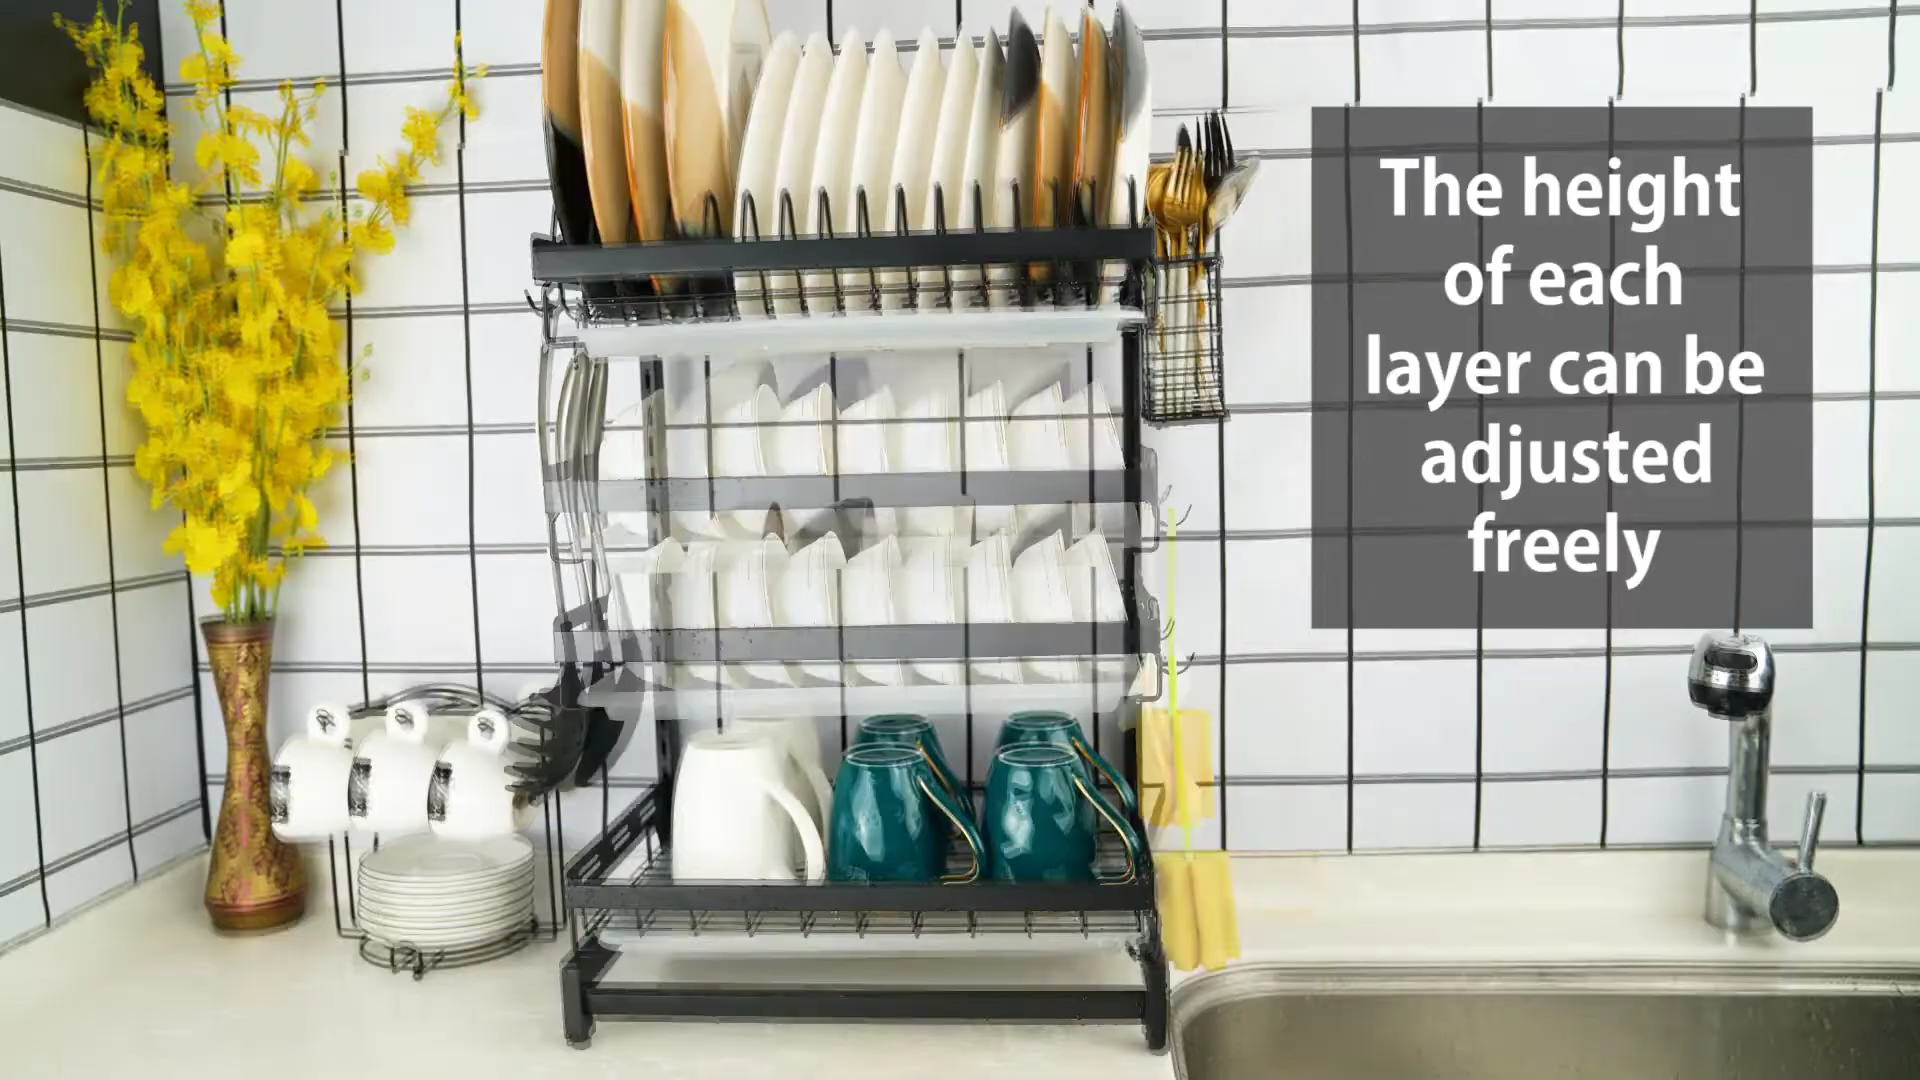 The height
of each
layer can be
adjusted
freely